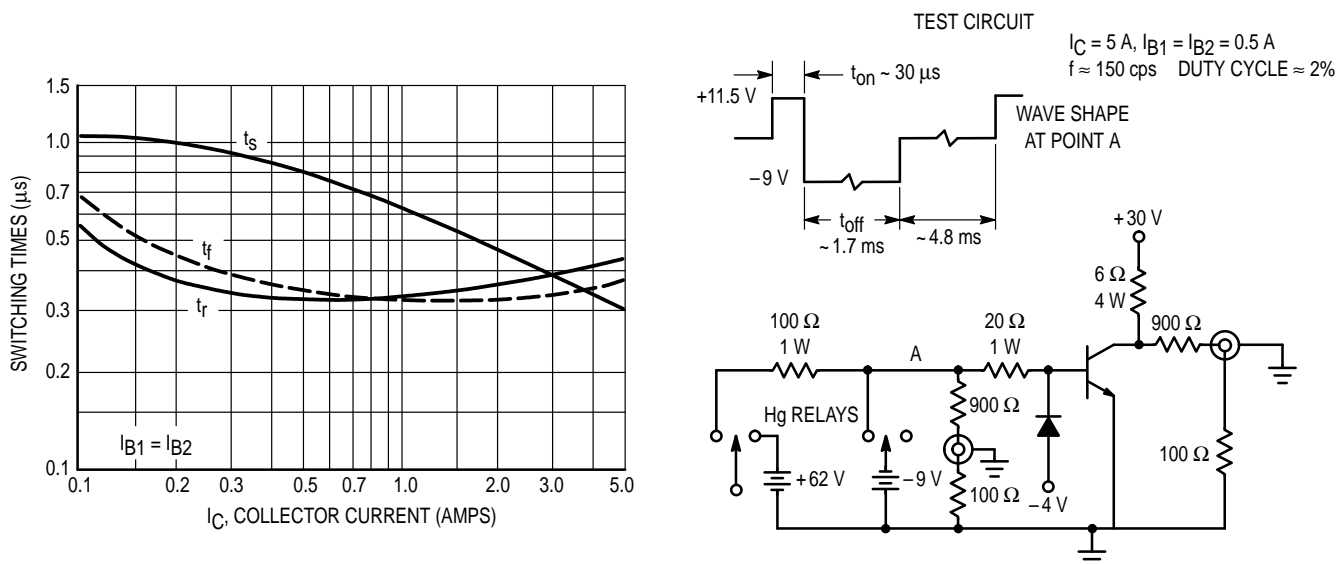 SWITCHING TIMES (μs)
1.5
1.0
0.7
0.5
0.3
0.2
0.1
ts
tf
tr
IB1 = IB2
0.1 0.2 0.3 0.5 0.7 1.0 2.0 3.0 5.0
IC, COLLECTOR CURRENT (AMPS)
TEST CIRCUIT
IC = 5 A, IB1 = IB2 = 0.5 A
f ≈ 150 cps DUTY CYCLE ≈ 2%
ton ~ 30 μs
+11.5 V
WAVE SHAPE
AT POINT A
–9 V
toff
~ 1.7 ms
~ 4.8 ms
+30 V
6 Ω
4 W
900 Ω
100 Ω
1 W
A
20 Ω
1 W
900 Ω
Hg RELAYS
100 Ω
+62 V
–9 V
100 Ω
–4 V